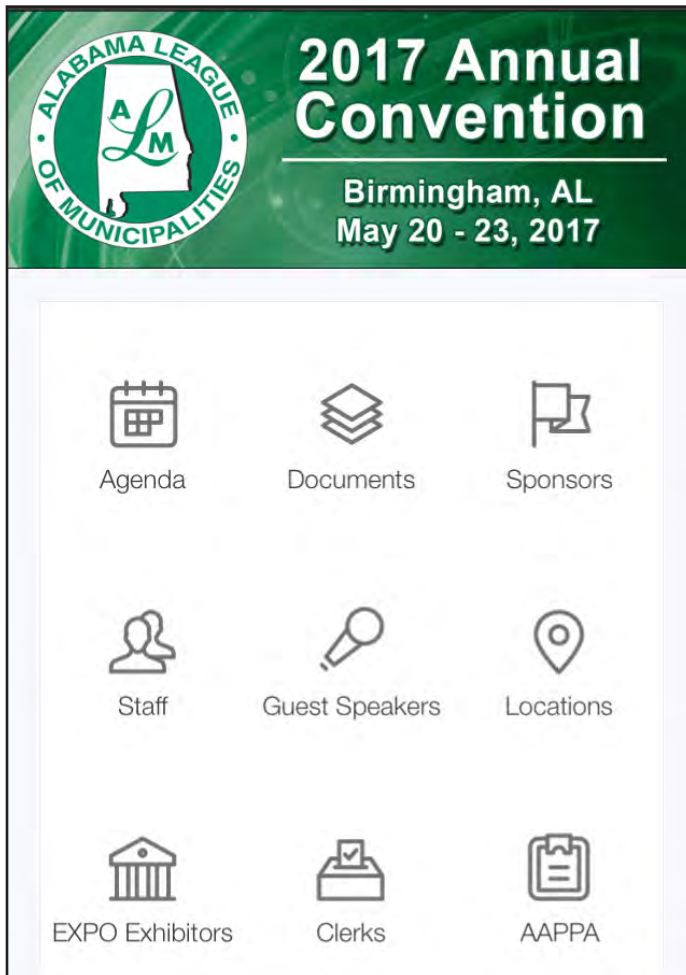 ALABAMA LEAGUE
OF MUNICIPALITIES
A L M
2017 Annual
Convention
Birmingham, AL
May 20 - 23, 2017
Agenda
Documents
Sponsors
Staff
Guest Speakers
Locations
EXPO Exhibitors
Clerks
AAPPA